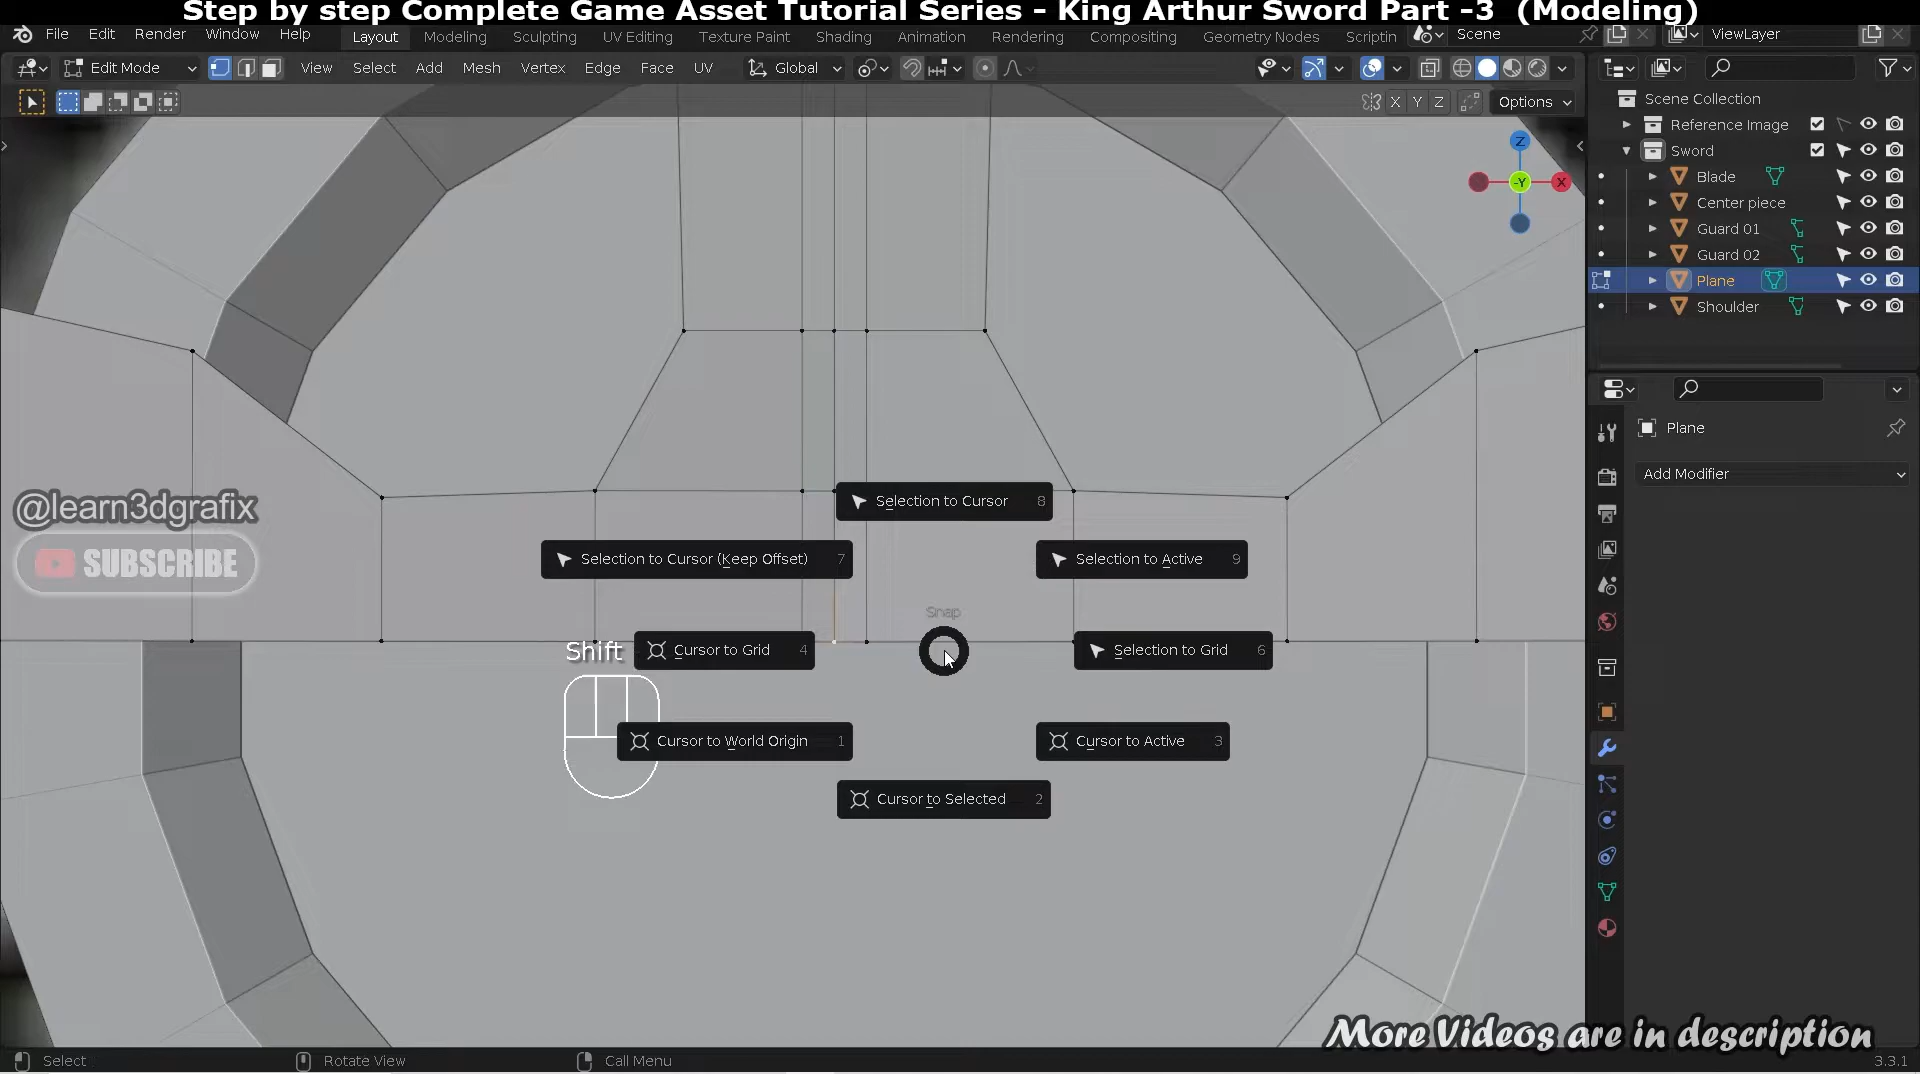 Step by step Complete Game Asset Tutorial Series - King Arthur Sword Part -3 (Modeling)
File Edit Render Window Help Layout Modeling Sculpting UV Editing Texture Paint Shading Animation Rendering Compositing Geometry Nodes Scriptin Scene ViewLayer
Edit Mode View Select Add Mesh Vertex Edge Face UV Global
X Y Z Options
Scene Collection
Reference Image
Sword
Blade
Center piece
Guard 01
Guard 02
Plane
Shoulder
Z
-Y X
Plane
Add Modifier
@learn3dgrafix
SUBSCRIBE
Selection to Cursor 8
Selection to Cursor (Keep Offset) 7
Selection to Active 9
Snap
Shift
Cursor to Grid 4
Selection to Grid 6
Cursor to World Origin 1
Cursor to Active 3
Cursor to Selected 2
More Videos are in description
Select Rotate View Call Menu 3.3.1